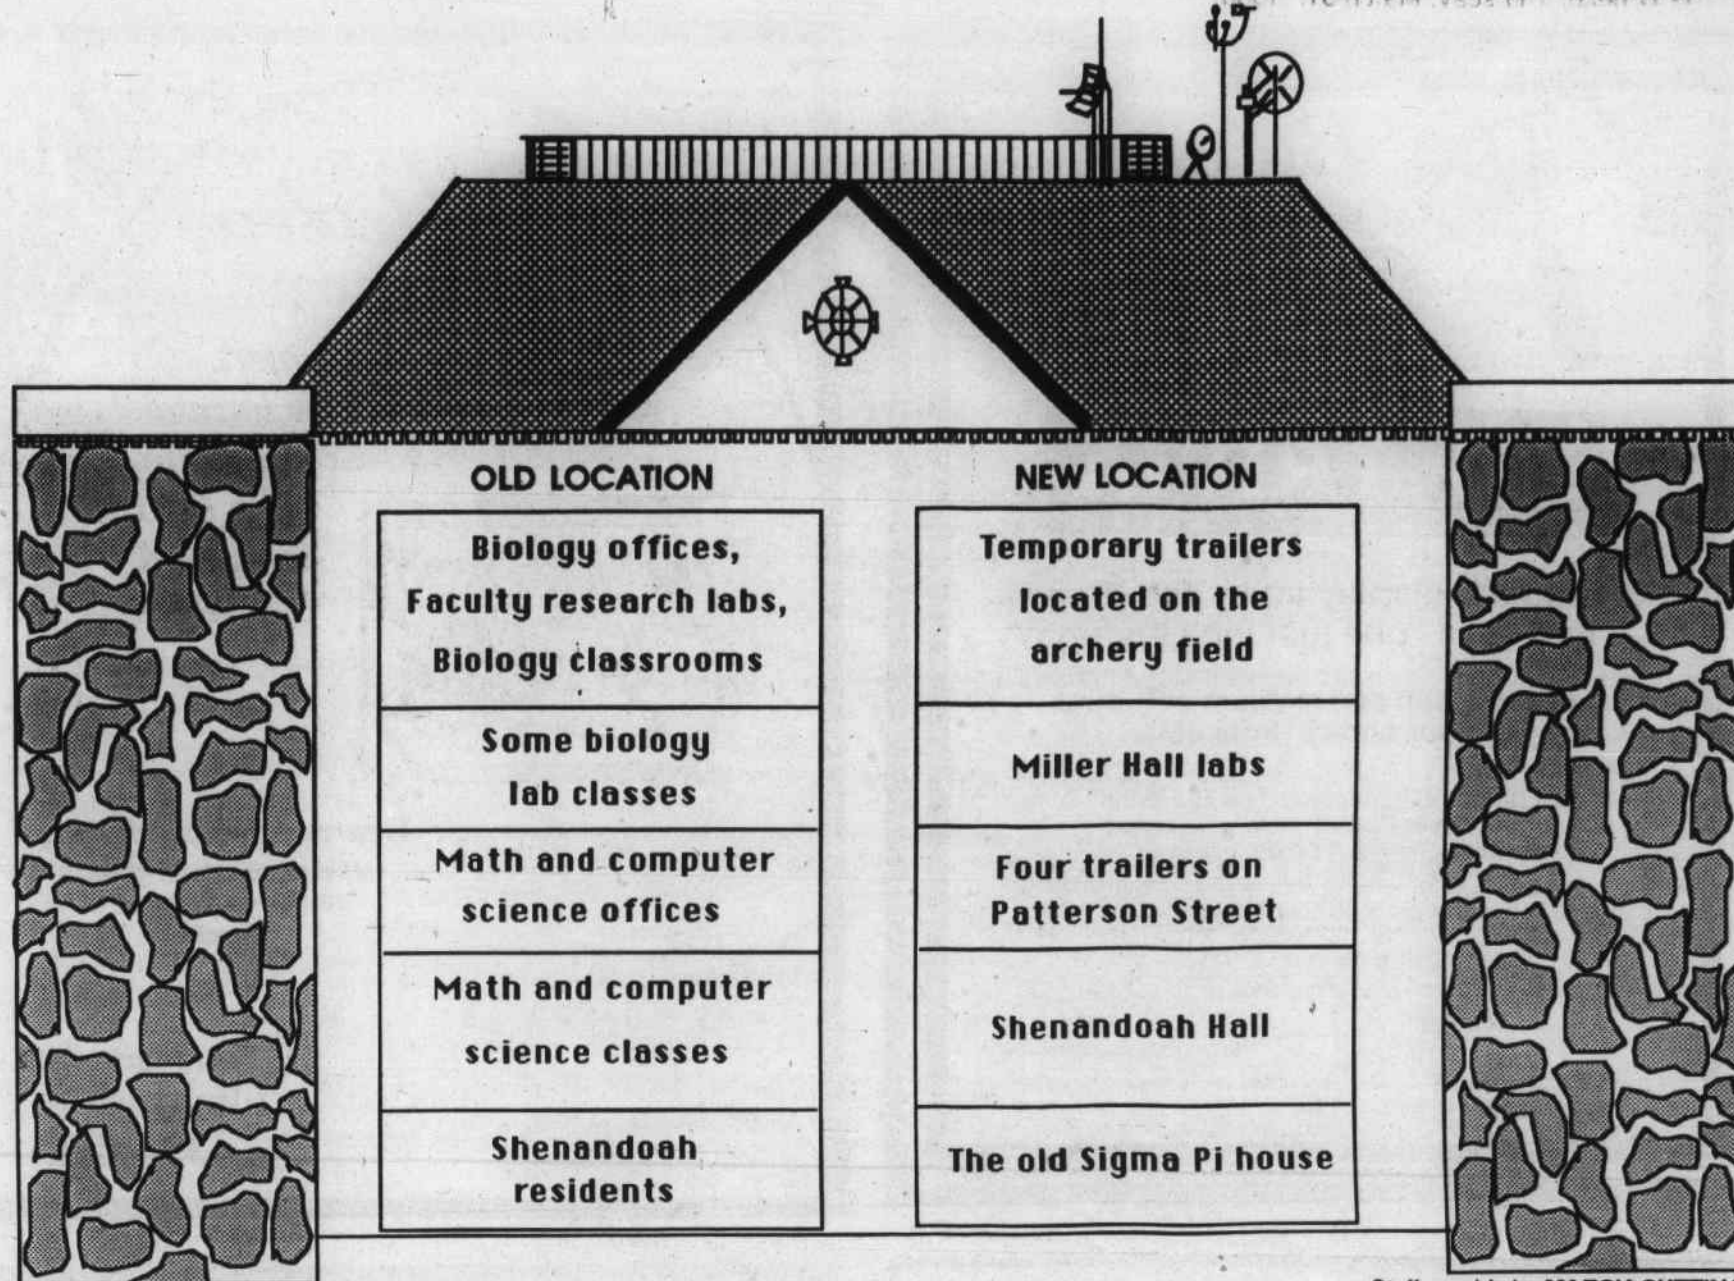 OLD LOCATION
Biology offices,
Faculty research labs,
Biology classrooms
Some biology
lab classes
Math and computer
science offices
Math and computer
science classes
Shenandoah
residents
NEW LOCATION
Temporary trailers
located on the
archery field
Miller Hall labs
Four trailers on
Patterson Street
Shenandoah Hall
The old Sigma Pi house